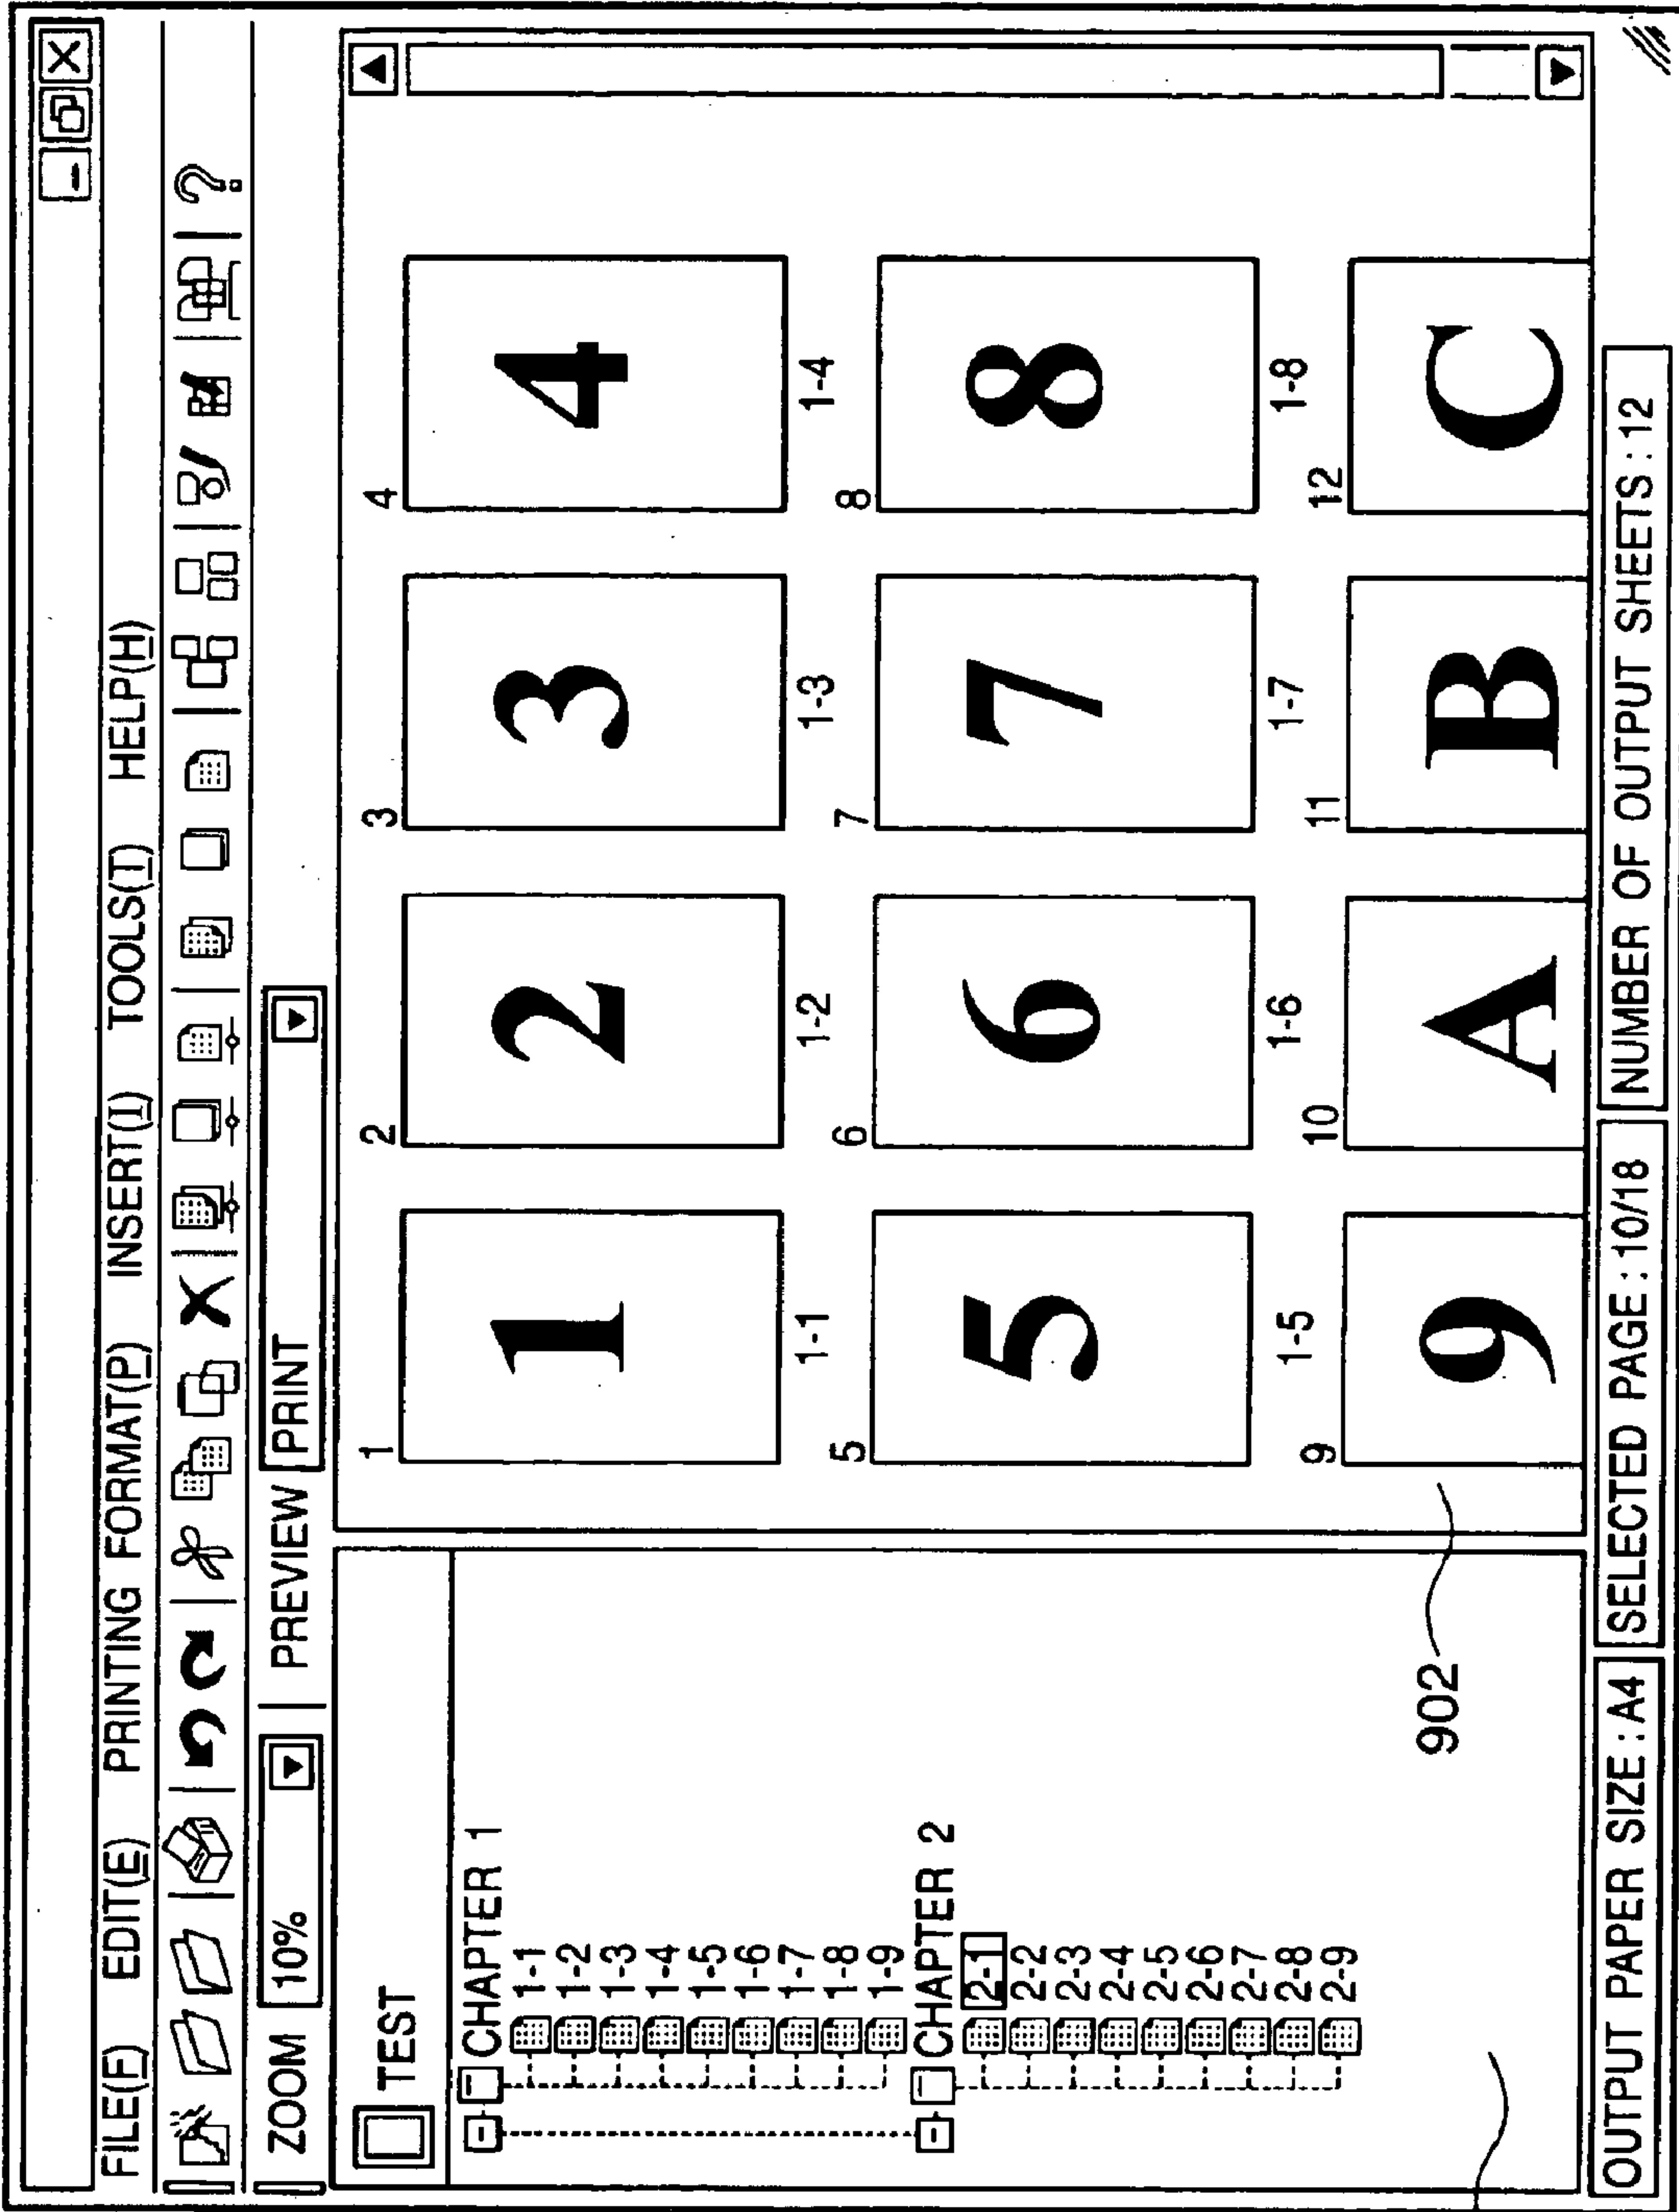 FILE(F) EDIT(E) PRINTING FORMAT(P) INSERT(I) TOOLS(T) HELP(H)
?
ZOOM 10% PREVIEW PRINT
TEST
CHAPTER 1
1-1
1-2
1-3
1-4
1-5
1-6
1-7
1-8
1-9
CHAPTER 2
2-1
2-2
2-3
2-4
2-5
2-6
2-7
2-8
2-9
902
1 2 3 4
1 2 3 4
1-1 1-2 1-3 1-4
5 6 7 8
5 6 7 8
1-5 1-6 1-7 1-8
9 10 11 12
9 A B C
OUTPUT PAPER SIZE : A4 SELECTED PAGE : 10/18 NUMBER OF OUTPUT SHEETS : 12